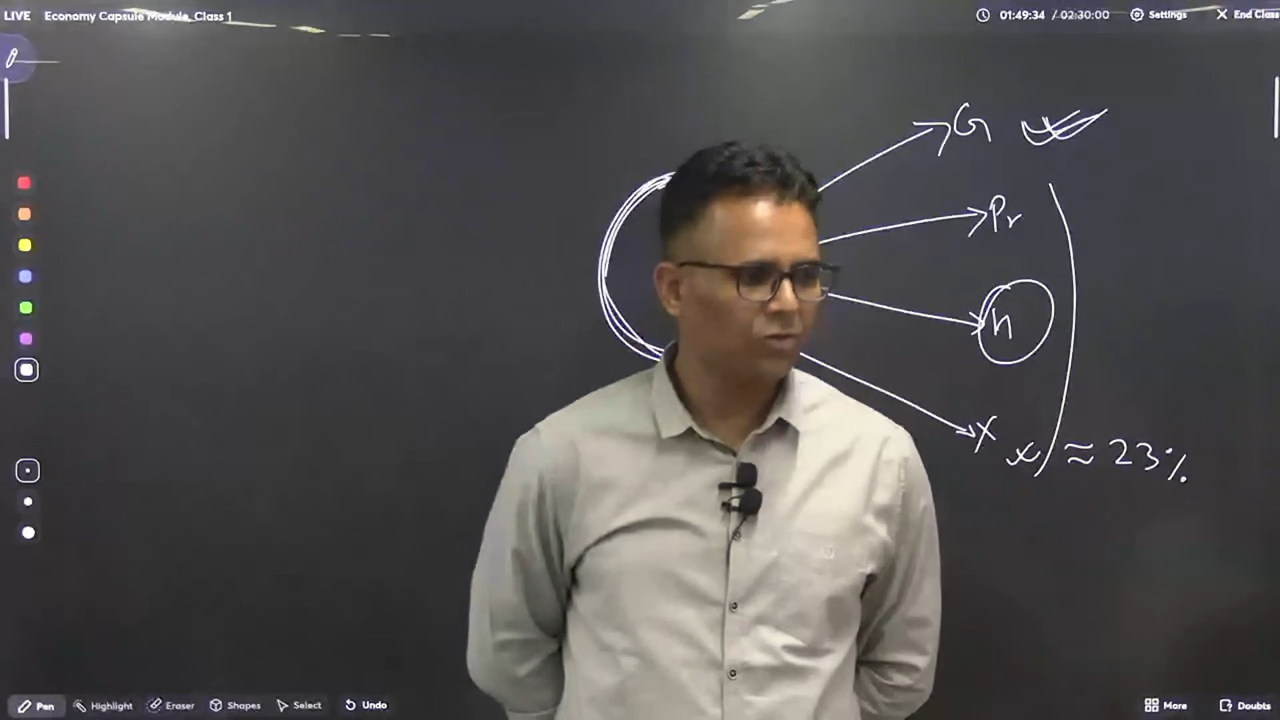 LIVE Economy Capsule Module, Class 1 01:49:34 / 02:30:00 Settings End Class
G
Pr
h
X ≈ 23%
Pen Highlight Eraser Shapes Select Undo More Doubts